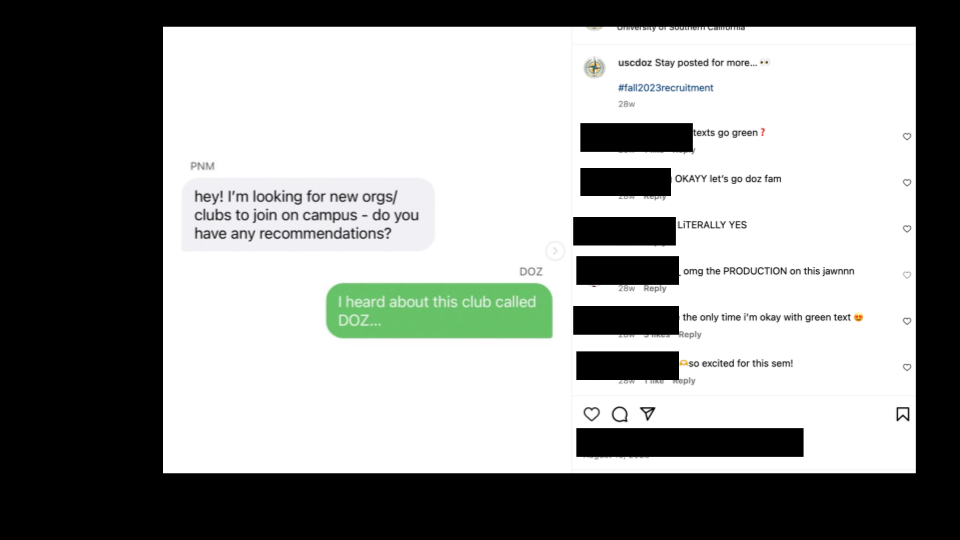 University of Southern California
uscdoz Stay posted for more... 👀
#fall2023recruitment
28w
PNM
hey! I'm looking for new orgs/
clubs to join on campus - do you
have any recommendations?
DOZ
I heard about this club called
DOZ...
texts go green❓
Reply
OKAYY let's go doz fam
28w Reply
LiTERALLY YES
omg the PRODUCTION on this jawnnn
28w Reply
the only time i'm okay with green text 😍
28w 3 likes Reply
🫶so excited for this sem!
28w 1 like Reply